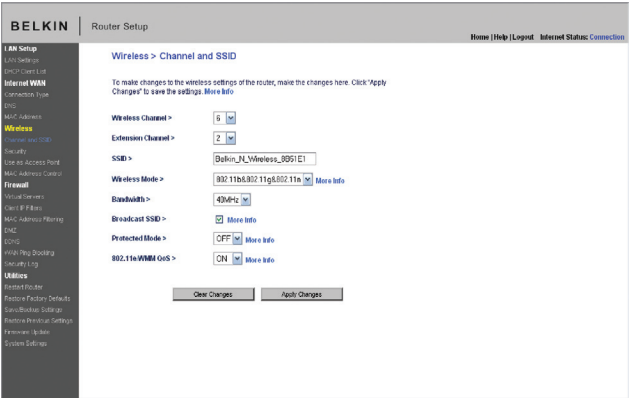 BELKIN Router Setup
Home | Help | Logout Internet Status: Connection
LAN Setup
LAN Settings
DHCP Client List
Internet WAN
Connection Type
DNS
MAC Address
Wireless
Channel and SSID
Security
Use as Access Point
MAC Address Control
Firewall
Virtual Servers
Client IP Filters
MAC Address Filtering
DMZ
DDNS
WAN Ping Blocking
Security Log
Utilities
Restart Router
Restore Factory Defaults
Save/Backup Settings
Restore Previous Settings
Firmware Update
System Settings
Wireless > Channel and SSID
To make changes to the wireless settings of the router, make the changes here. Click "Apply
Changes" to save the settings. More Info
Wireless Channel > 6
Extension Channel > 2
SSID > Belkin_N_Wireless_8B51E1
Wireless Mode > 802.11b&802.11g&802.11n More Info
Bandwidth > 40MHz
Broadcast SSID > More Info
Protected Mode > OFF More Info
802.11e/WMM QoS > ON More Info
Clear Changes Apply Changes